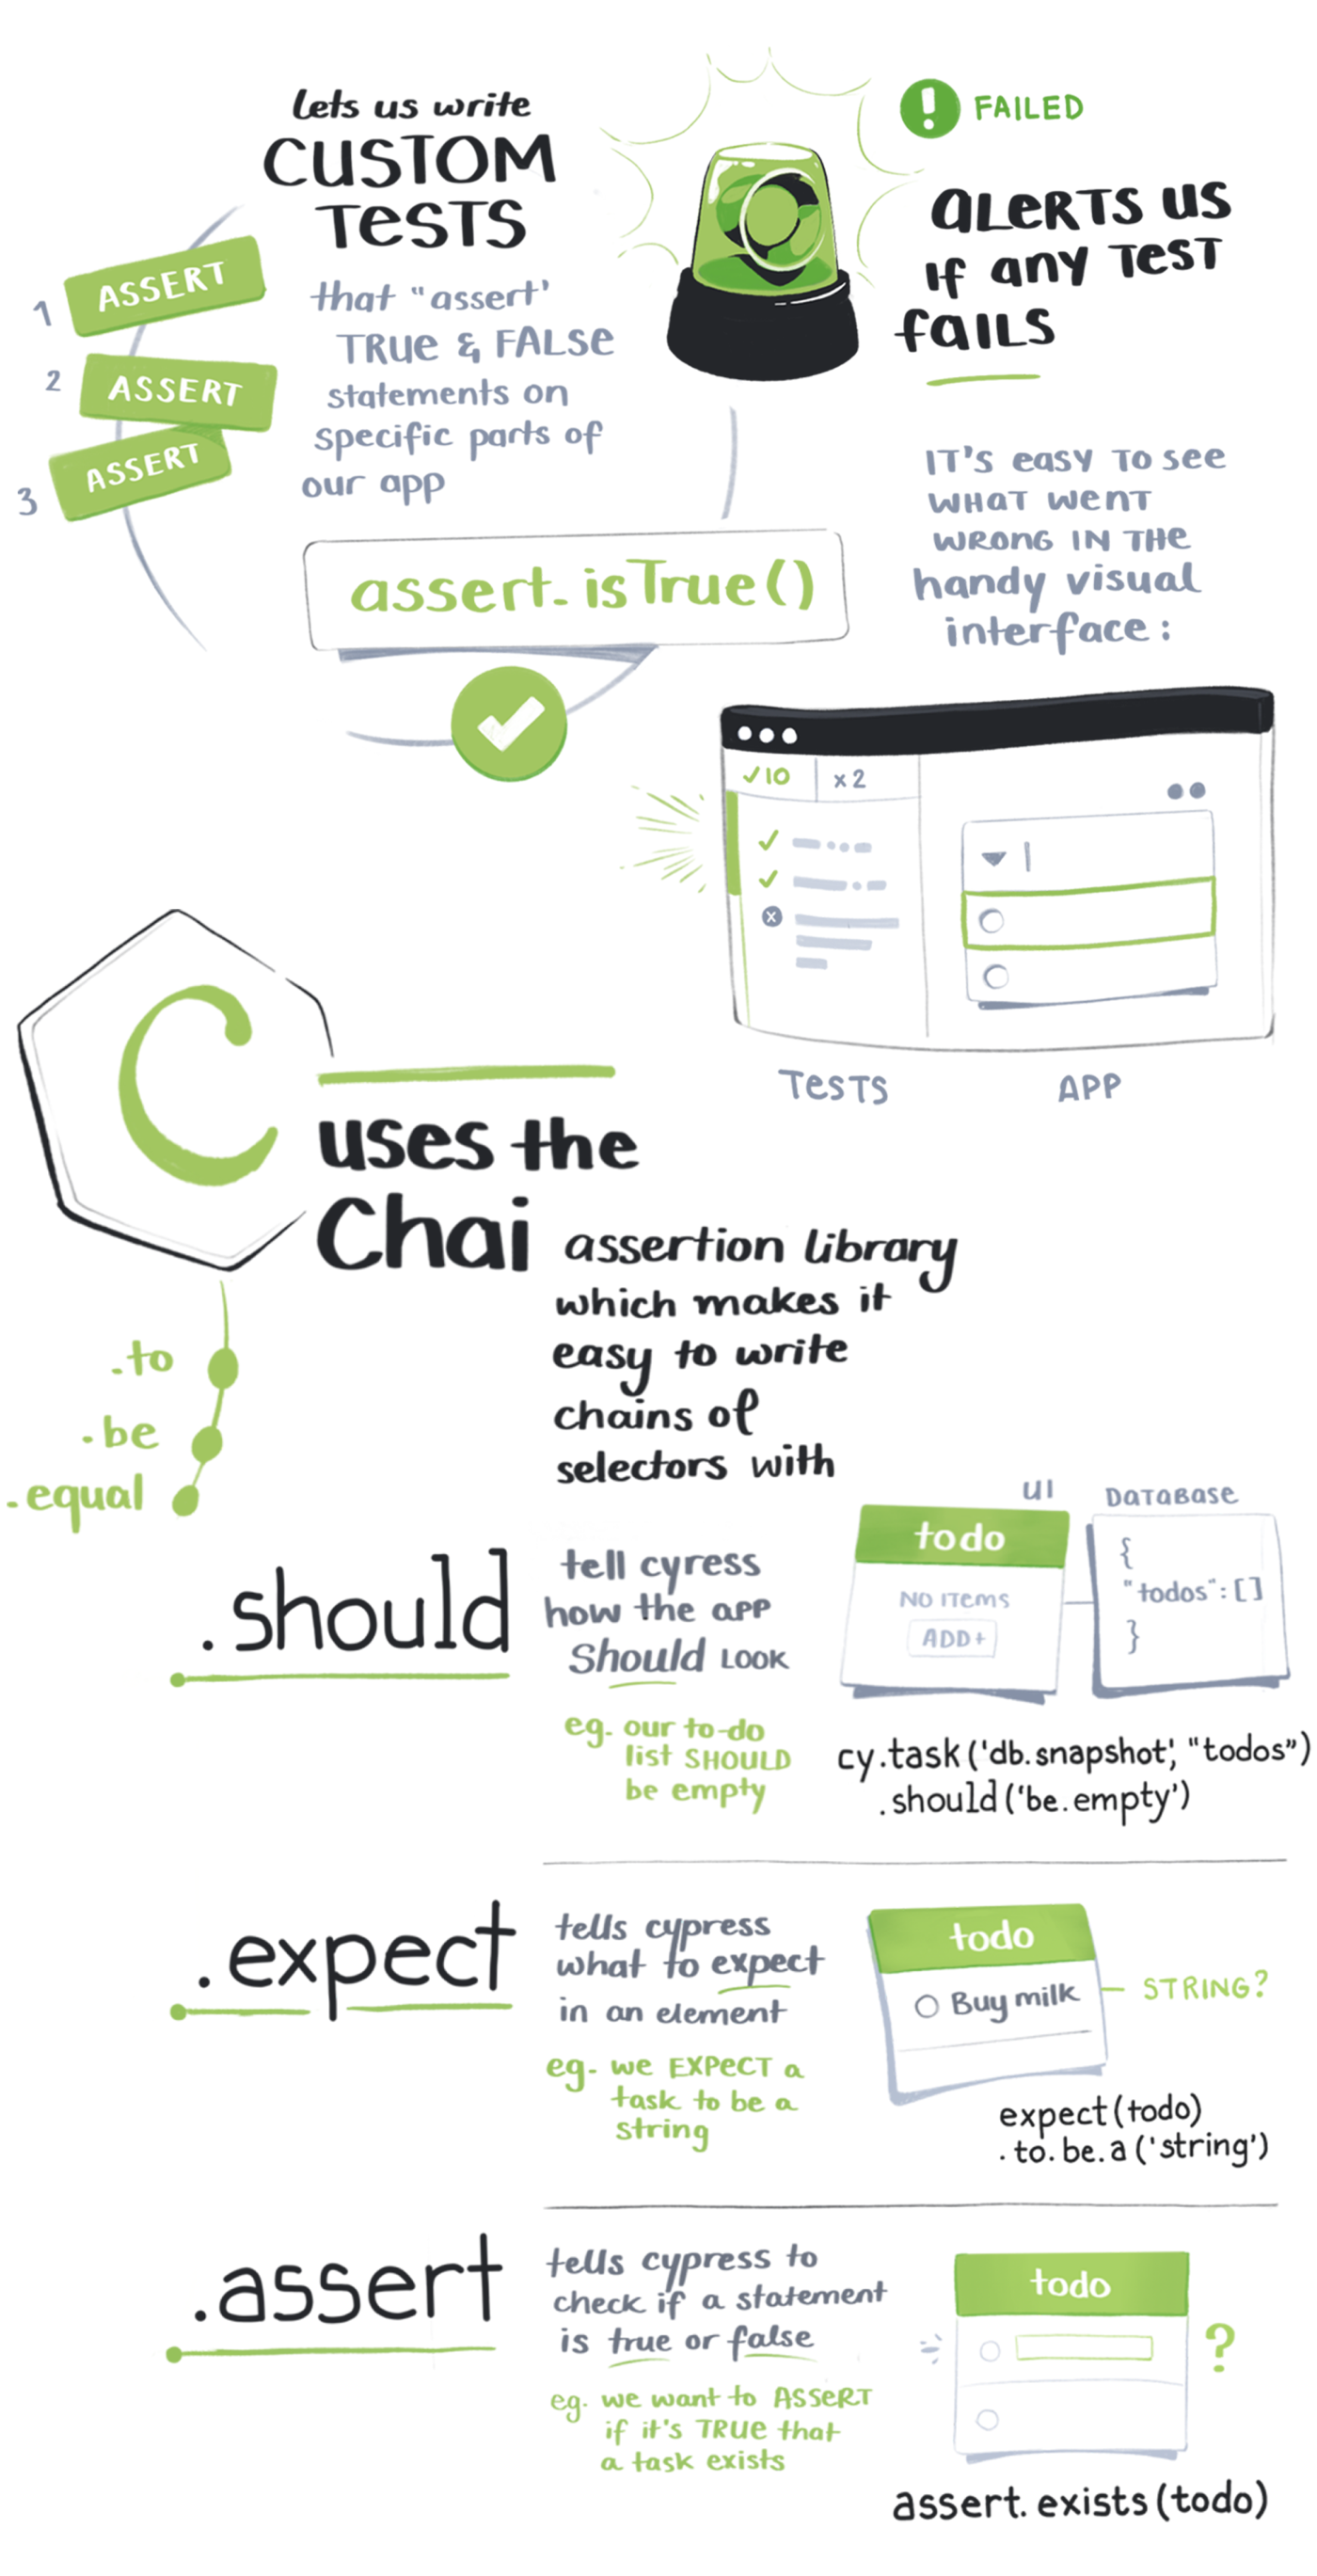 lets us write
CUSTOM
TESTS
1 ASSERT
2 ASSERT
3 ASSERT
that "assert'
TRUE & FALSE
statements on
specific parts of
our app
assert.isTrue()
! FAILED
ALERTS US
IF ANY TEST
FAILS
IT'S EASY TO SEE
WHAT WENT
WRONG IN THE
handy visual
interface:
✓10 x2
TESTS APP
C
uses the
Chai assertion library
which makes it
easy to write
chains of
selectors with
.to
.be
.equal
.should
tell cyress
how the app
Should LOOK
eg. our to-do
list SHOULD
be empty
UI DATABASE
todo
NO ITEMS
ADD+
{
"todos":[]
}
cy.task('db.snapshot', "todos")
.should('be.empty')
.expect
tells cypress
what to expect
in an element
eg. we EXPECT a
task to be a
string
todo
Buy milk
STRING?
expect(todo)
.to.be.a('string')
.assert
tells cypress to
check if a statement
is true or false
eg. we want to ASSERT
if it's TRUE that
a task exists
todo
?
assert.exists(todo)